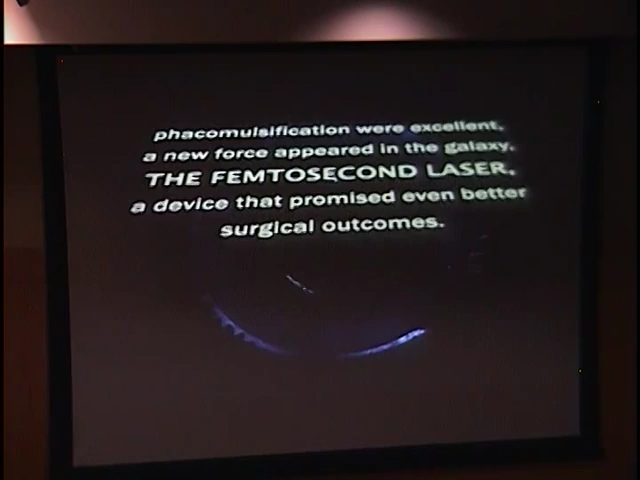 phacomulsification were excellent,
a new force appeared in the galaxy.
THE FEMTOSECOND LASER,
a device that promised even better
surgical outcomes.